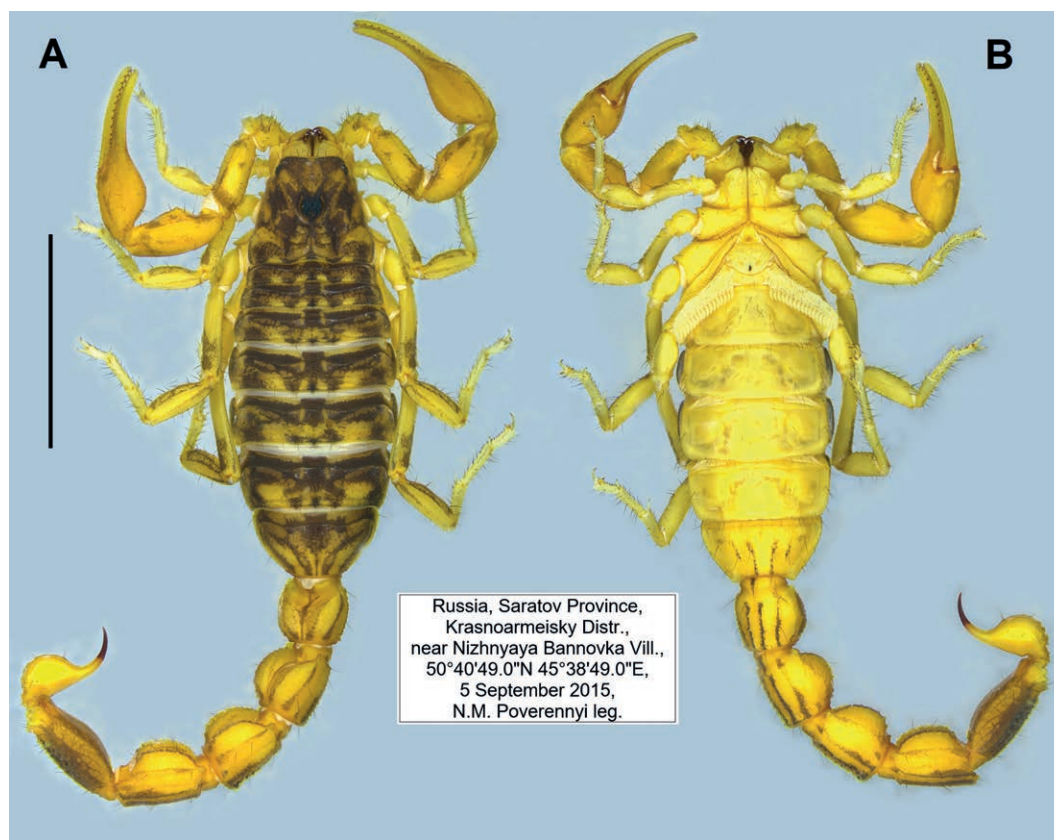 A
B
Russia, Saratov Province,
Krasnoarmeisky Distr.,
near Nizhnyaya Bannovka Vill.,
50°40'49.0"N 45°38'49.0"E,
5 September 2015,
N.M. Poverennyi leg.